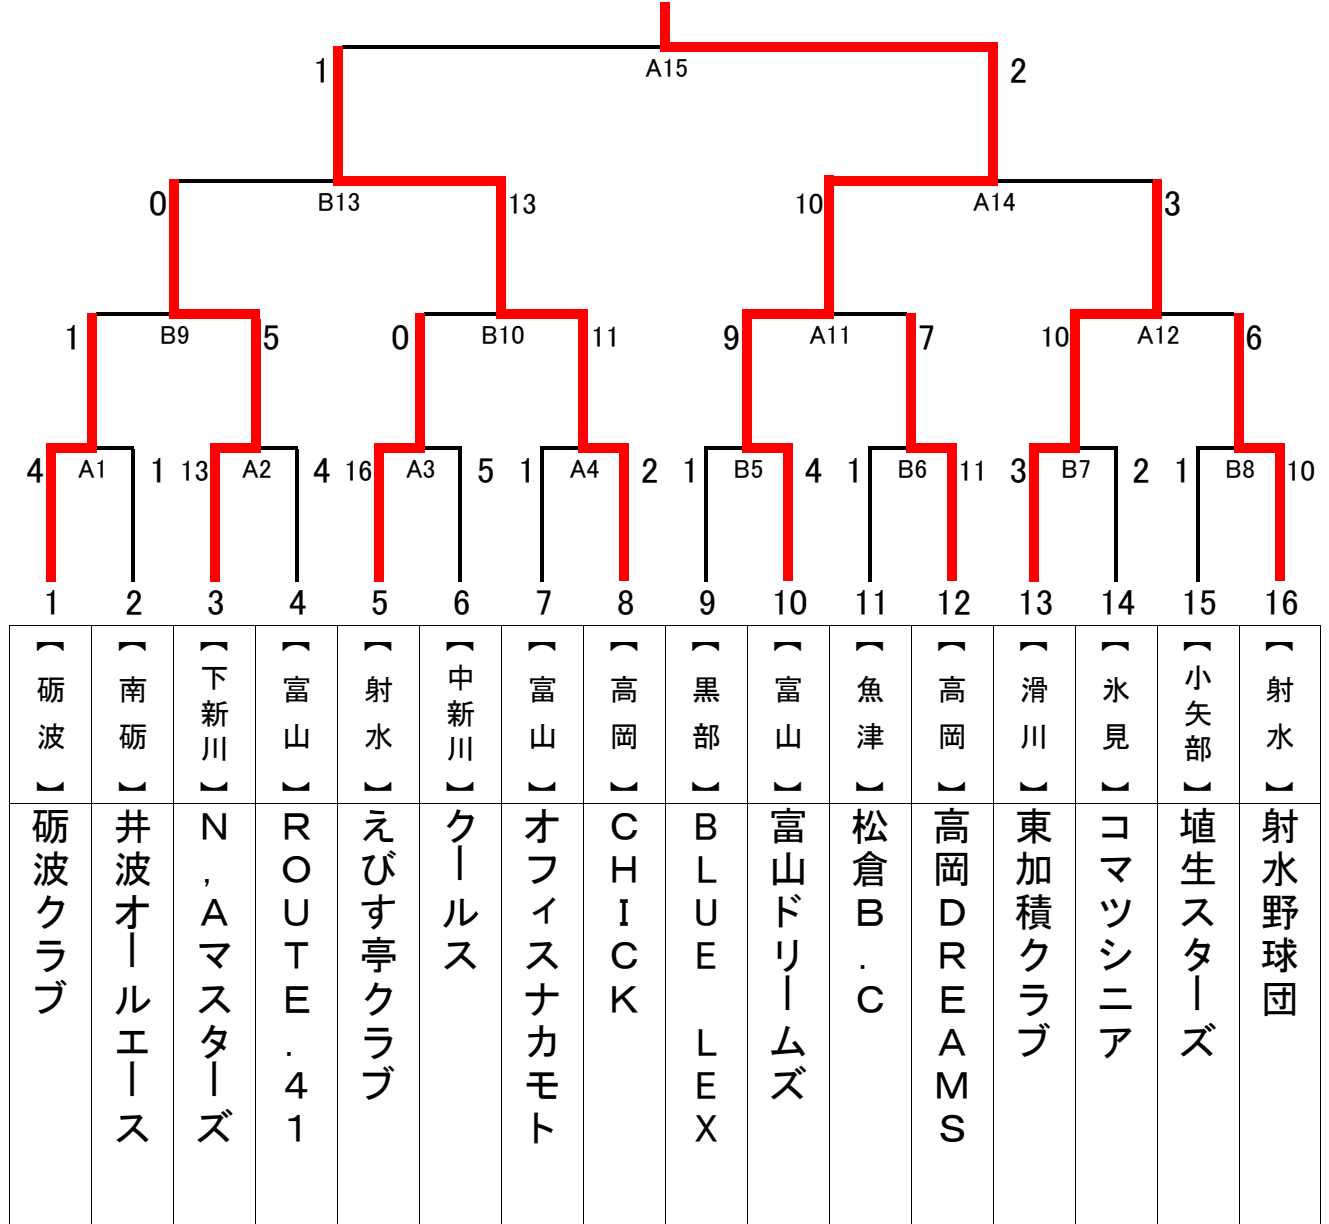 1 A15 2
0 B13 13 10 A14 3
1 B9 5 0 B10 11 9 A11 7 10 A12 6
4 A1 1 13 A2 4 16 A3 5 1 A4 2 1 B5 4 1 B6 11 3 B7 2 1 B8 10
1 2 3 4 5 6 7 8 9 10 11 12 13 14 15 16
【砺波】
砺波クラブ
【南砺】
井波オールエース
【下新川】
N,Aマスターズ
【富山】
ROUTE.41
【射水】
えびす亭クラブ
【中新川】
クールス
【富山】
オフィスナカモト
【高岡】
CHICK
【黒部】
BLUE LEX
【富山】
富山ドリームズ
【魚津】
松倉B.C
【高岡】
高岡DREAMS
【滑川】
東加積クラブ
【氷見】
コマツシニア
【小矢部】
埴生スターズ
【射水】
射水野球団